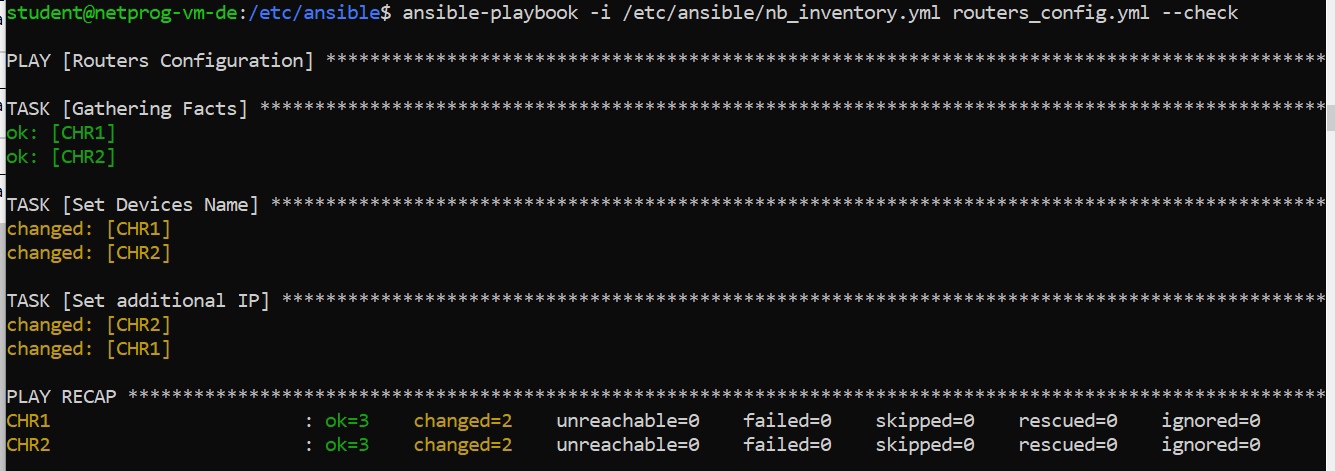 student@netprog-vm-de:/etc/ansible$ ansible-playbook -i /etc/ansible/nb_inventory.yml routers_config.yml --check
PLAY [Routers Configuration] *******************************************************************************************
TASK [Gathering Facts] *************************************************************************************************
ok: [CHR1]
ok: [CHR2]
TASK [Set Devices Name] ************************************************************************************************
changed: [CHR1]
changed: [CHR2]
TASK [Set additional IP] ***********************************************************************************************
changed: [CHR2]
changed: [CHR1]
PLAY RECAP *************************************************************************************************************
CHR1                       : ok=3    changed=2    unreachable=0    failed=0    skipped=0    rescued=0    ignored=0
CHR2                       : ok=3    changed=2    unreachable=0    failed=0    skipped=0    rescued=0    ignored=0